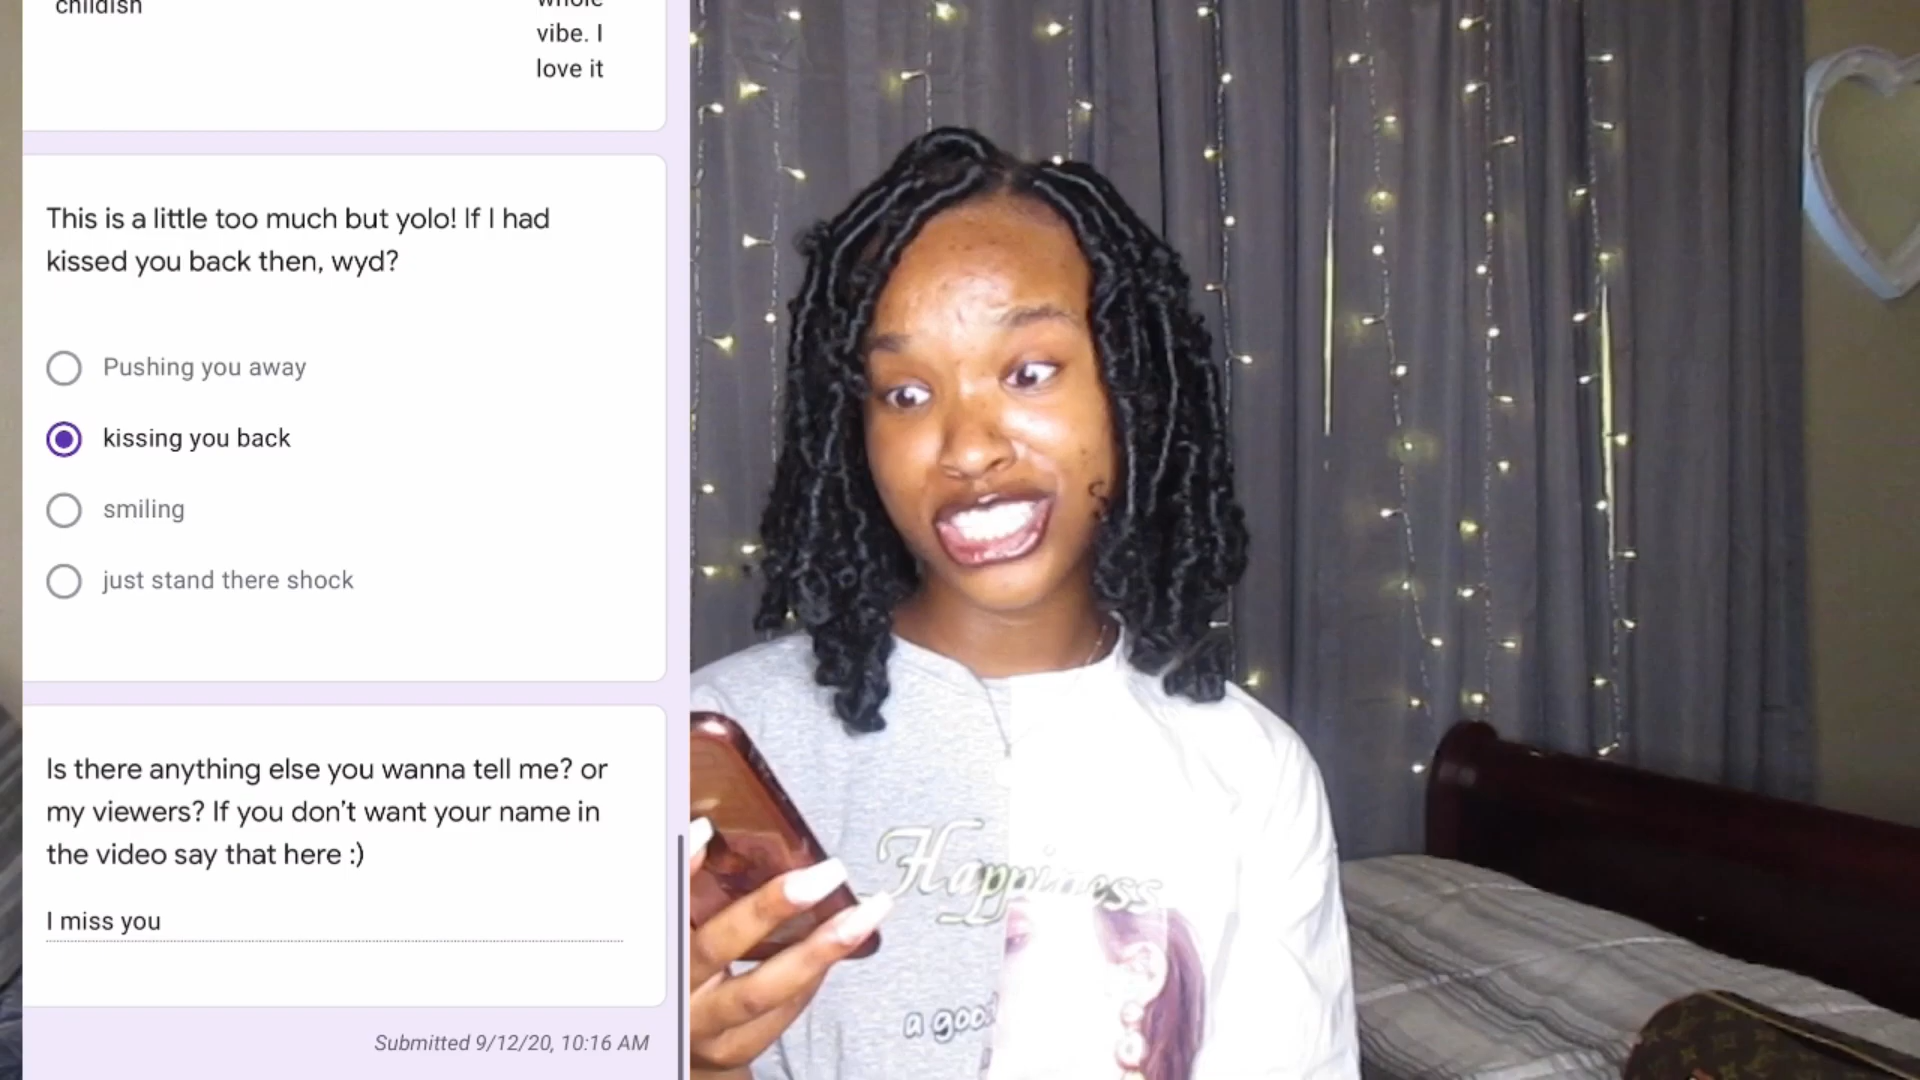 childish
whole
vibe. I
love it
This is a little too much but yolo! If I had
kissed you back then, wyd?
Pushing you away
kissing you back
smiling
just stand there shock
Is there anything else you wanna tell me? or
my viewers? If you don't want your name in
the video say that here :)
I miss you
Submitted 9/12/20, 10:16 AM
Happiness
a good